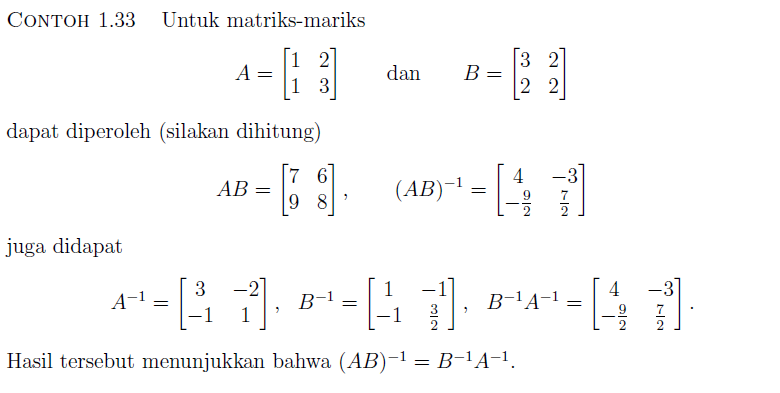 CONTOH 1.33 Untuk matriks-mariks
A = [1 2; 1 3] dan B = [3 2; 2 2]
dapat diperoleh (silakan dihitung)
AB = [7 6; 9 8], (AB)⁻¹ = [4 −3; −9/2 7/2]
juga didapat
A⁻¹ = [3 −2; −1 1], B⁻¹ = [1 −1; −1 3/2], B⁻¹A⁻¹ = [4 −3; −9/2 7/2].
Hasil tersebut menunjukkan bahwa (AB)⁻¹ = B⁻¹A⁻¹.